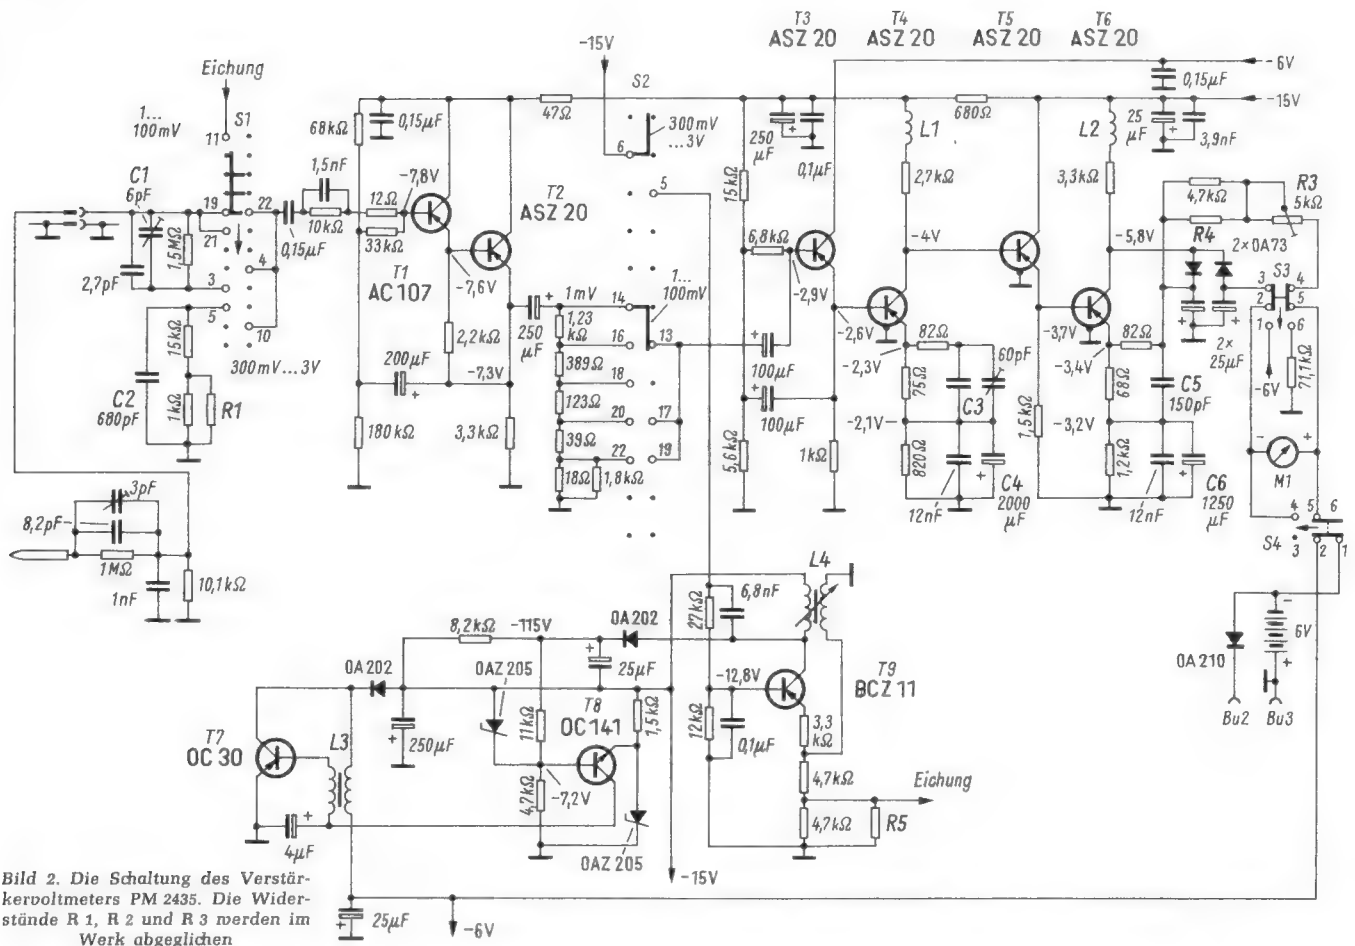 T3
ASZ 20
T4
ASZ 20
T5
ASZ 20
T6
ASZ 20
-15V
S2
-6V
0,15µF
-15V
Eichung
S1
1...
100mV
11
68kΩ
0,15µF
47Ω
300mV
...3V
6
250
µF
0,1µF
L1
680Ω
L2
25
µF
3,9nF
C1
6pF
1,5nF
-7,8V
T2
ASZ 20
5
15kΩ
2,7kΩ
3,3kΩ
4,7kΩ
R3
5kΩ
19
22
12Ω
10kΩ
33kΩ
0,15µF
21
1,5MΩ
4
2,7pF
3
T1
AC 107
-7,6V
6,8kΩ
-2,9V
-4V
-5,8V
R4
2×0A73
S3
3
4
2
5
1
6
5
10
1mV
1...
100mV
14
13
250
µF
1,23
kΩ
16
389Ω
18
123Ω
20
17
39Ω
22
19
18Ω
1,8kΩ
-2,6V
-3,7V
82Ω
82Ω
60pF
2×
25µF
-6V
71,1kΩ
15kΩ
300mV...3V
200µF
2,2kΩ
-7,3V
100µF
-2,3V
75Ω
C3
-3,4V
68Ω
C5
150pF
C2
680pF
1kΩ
R1
180kΩ
3,3kΩ
5,6kΩ
100µF
1kΩ
-2,1V
820Ω
1,5kΩ
-3,2V
1,2kΩ
- +
M1
12nF
C4
2000
µF
12nF
C6
1250
µF
4
5
6
S4
3
2
1
3pF
8,2pF
1MΩ
1nF
10,1kΩ
L4
6,8nF
27kΩ
8,2kΩ
-115V
0A202
0A202
25µF
0AZ 205
-12,8V
T9
BCZ 11
0A210
6V
Bu2
Bu3
T8
OC 141
1,5kΩ
12kΩ
0,1µF
3,3
kΩ
T7
OC 30
L3
250µF
11kΩ
4,7kΩ
-7,2V
4,7kΩ
Eichung
4,7kΩ
R5
4µF
0AZ 205
-15V
25µF
-6V
Bild 2. Die Schaltung des Verstär-
kervoltmeters PM 2435. Die Wider-
stände R 1, R 2 und R 3 werden im
Werk abgeglichen